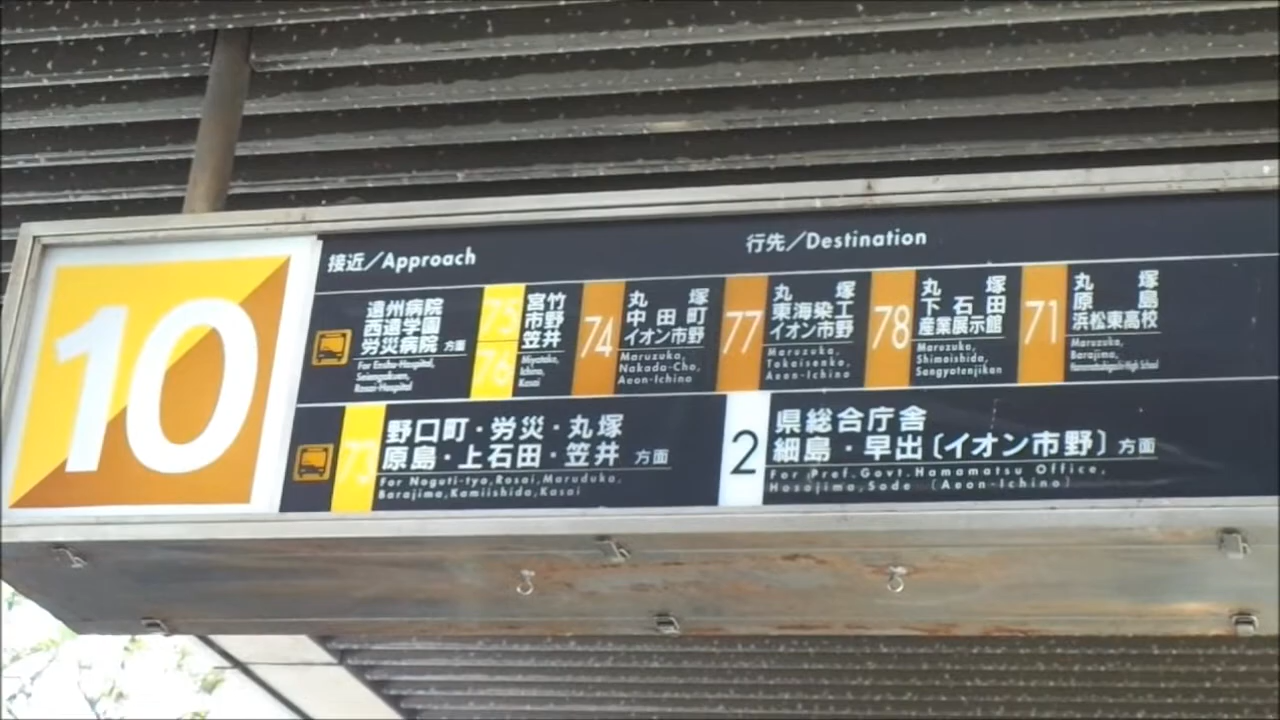 10
接近／Approach
行先／Destination
遠州病院
西遠学園
労災病院 方面
For Enshu-Hospital,
Seiengakuen,
Rosai-Hospital
75
76
宮竹
市野
笠井
Miyatake,
Ichino,
Kasai
74
丸塚
中田町
イオン市野
Maruzuka,
Nakada-Cho,
Aeon-Ichino
77
丸塚
東海染工
イオン市野
Maruzuka,
Tokaisenko,
Aeon-Ichino
78
丸塚
下石田
産業展示館
Maruzuka,
Shimoishida,
Sangyotenjikan
71
丸塚
原島
浜松東高校
Maruzuka,
Barajima,
Hamamatsuhigashi-High School
73
野口町・労災・丸塚
原島・上石田・笠井 方面
For Noguti-tyo,Rosai,Maruduka,
Barajima,Kamiishida,Kasai
2
県総合庁舎
細島・早出〔イオン市野〕方面
For Pref.Govt.Hamamatsu Office,
Hosojima,Sode 〔Aeon-Ichino〕